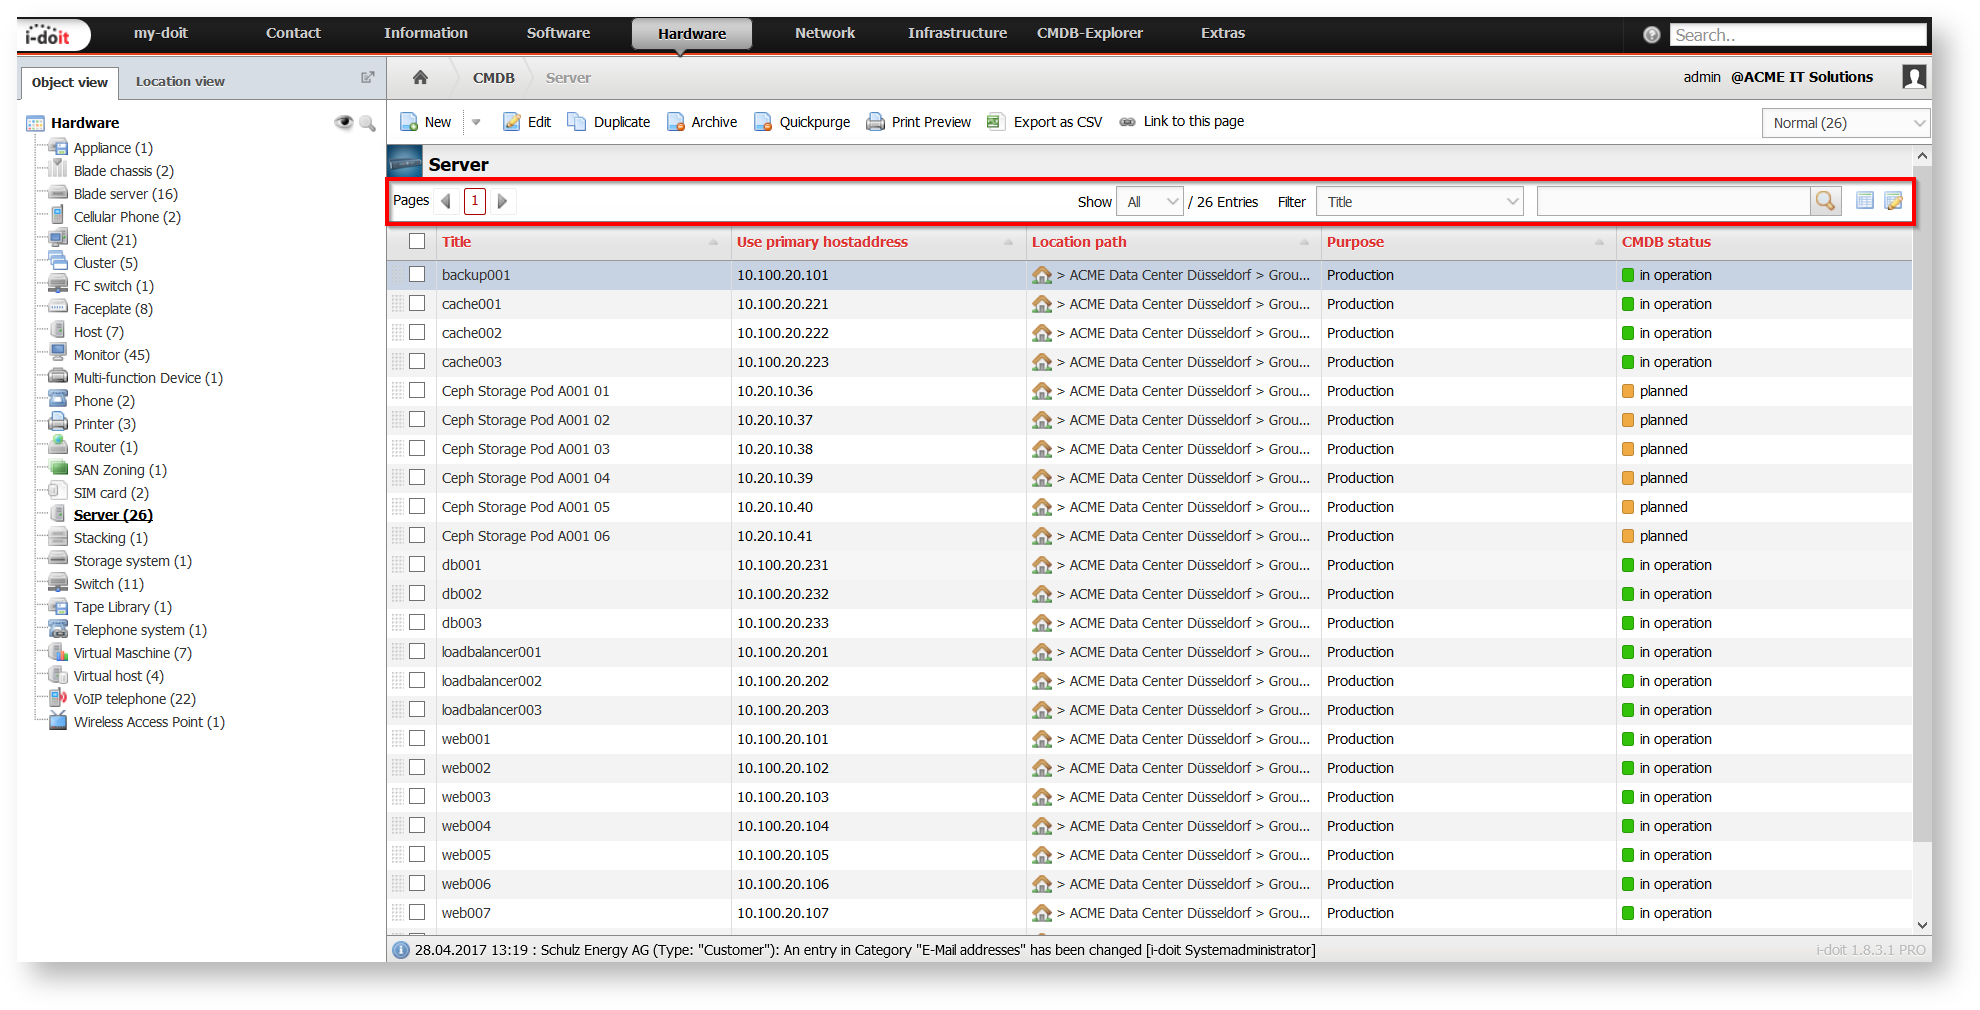 i-doit
my-doit Contact Information Software Hardware Network Infrastructure CMDB-Explorer Extras ? Search..
Object view Location view
CMDB Server
admin @ACME IT Solutions
Hardware
Appliance (1)
Blade chassis (2)
Blade server (16)
Cellular Phone (2)
Client (21)
Cluster (5)
FC switch (1)
Faceplate (8)
Host (7)
Monitor (45)
Multi-function Device (1)
Phone (2)
Printer (3)
Router (1)
SAN Zoning (1)
SIM card (2)
Server (26)
Stacking (1)
Storage system (1)
Switch (11)
Tape Library (1)
Telephone system (1)
Virtual Maschine (7)
Virtual host (4)
VoIP telephone (22)
Wireless Access Point (1)
New Edit Duplicate Archive Quickpurge Print Preview Export as CSV Link to this page Normal (26)
Server
Pages 1 Show All / 26 Entries Filter Title
Title Use primary hostaddress Location path Purpose CMDB status
backup001 10.100.20.101 > ACME Data Center Düsseldorf > Grou... Production in operation
cache001 10.100.20.221 > ACME Data Center Düsseldorf > Grou... Production in operation
cache002 10.100.20.222 > ACME Data Center Düsseldorf > Grou... Production in operation
cache003 10.100.20.223 > ACME Data Center Düsseldorf > Grou... Production in operation
Ceph Storage Pod A001 01 10.20.10.36 > ACME Data Center Düsseldorf > Grou... Production planned
Ceph Storage Pod A001 02 10.20.10.37 > ACME Data Center Düsseldorf > Grou... Production planned
Ceph Storage Pod A001 03 10.20.10.38 > ACME Data Center Düsseldorf > Grou... Production planned
Ceph Storage Pod A001 04 10.20.10.39 > ACME Data Center Düsseldorf > Grou... Production planned
Ceph Storage Pod A001 05 10.20.10.40 > ACME Data Center Düsseldorf > Grou... Production planned
Ceph Storage Pod A001 06 10.20.10.41 > ACME Data Center Düsseldorf > Grou... Production planned
db001 10.100.20.231 > ACME Data Center Düsseldorf > Grou... Production in operation
db002 10.100.20.232 > ACME Data Center Düsseldorf > Grou... Production in operation
db003 10.100.20.233 > ACME Data Center Düsseldorf > Grou... Production in operation
loadbalancer001 10.100.20.201 > ACME Data Center Düsseldorf > Grou... Production in operation
loadbalancer002 10.100.20.202 > ACME Data Center Düsseldorf > Grou... Production in operation
loadbalancer003 10.100.20.203 > ACME Data Center Düsseldorf > Grou... Production in operation
web001 10.100.20.101 > ACME Data Center Düsseldorf > Grou... Production in operation
web002 10.100.20.102 > ACME Data Center Düsseldorf > Grou... Production in operation
web003 10.100.20.103 > ACME Data Center Düsseldorf > Grou... Production in operation
web004 10.100.20.104 > ACME Data Center Düsseldorf > Grou... Production in operation
web005 10.100.20.105 > ACME Data Center Düsseldorf > Grou... Production in operation
web006 10.100.20.106 > ACME Data Center Düsseldorf > Grou... Production in operation
web007 10.100.20.107 > ACME Data Center Düsseldorf > Grou... Production in operation
28.04.2017 13:19 : Schulz Energy AG (Type: "Customer"): An entry in Category "E-Mail addresses" has been changed [i-doit Systemadministrator] i-doit 1.8.3.1 PRO